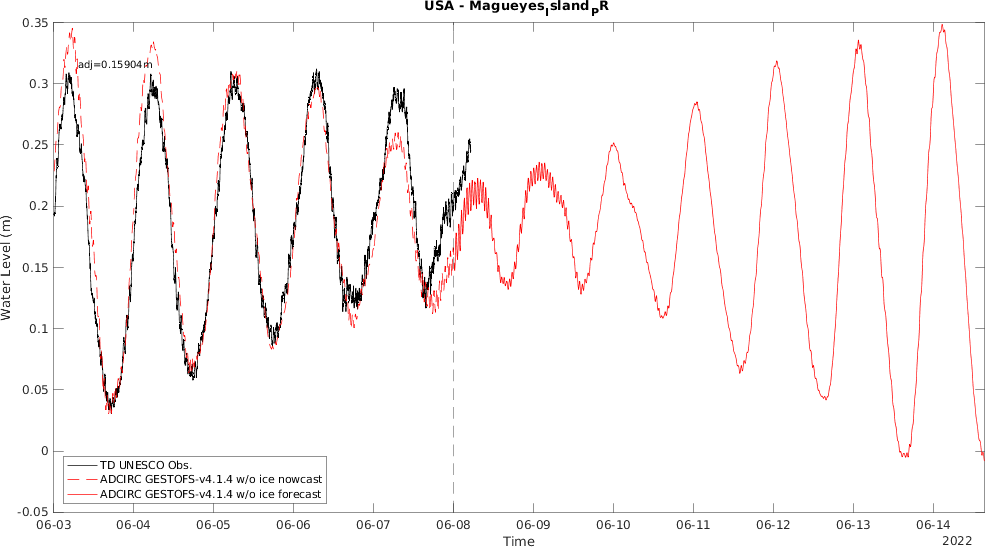 USA - Magueyes_Island_PR
0.35
adj=0.15904m
0.3
0.25
0.2
Water Level (m)
0.15
0.1
0.05
0
-0.05
TD UNESCO Obs.
ADCIRC GESTOFS-v4.1.4 w/o ice nowcast
ADCIRC GESTOFS-v4.1.4 w/o ice forecast
06-03 06-04 06-05 06-06 06-07 06-08 06-09 06-10 06-11 06-12 06-13 06-14
Time
2022